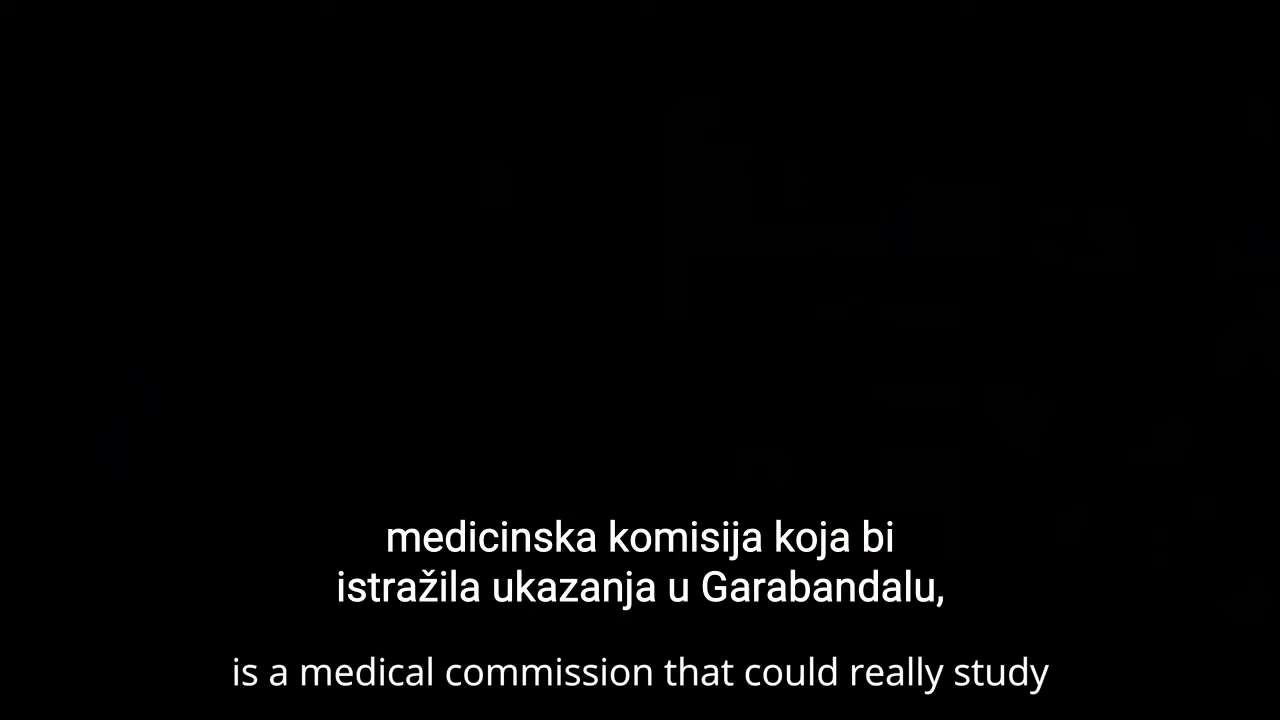 medicinska komisija koja bi
istražila ukazanja u Garabandalu,
is a medical commission that could really study